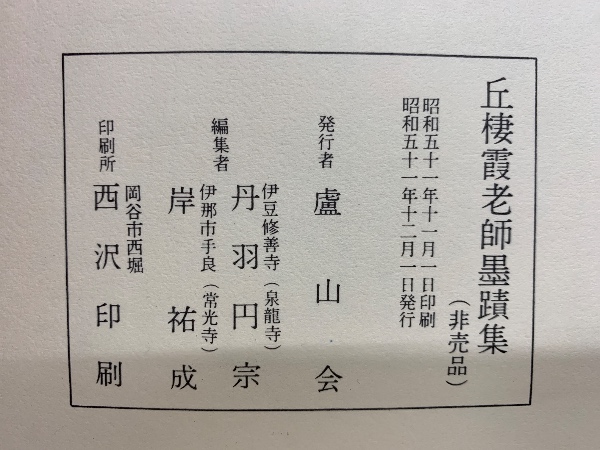 丘棲霞老師墨蹟集
（非売品）
昭和五十一年十一月一日印刷
昭和五十一年十二月一日発行
発行者 盧山会
編集者
伊豆修善寺（泉龍寺）
丹羽円宗
伊那市手良（常光寺）
岸祐成
印刷所
岡谷市西堀
西沢印刷